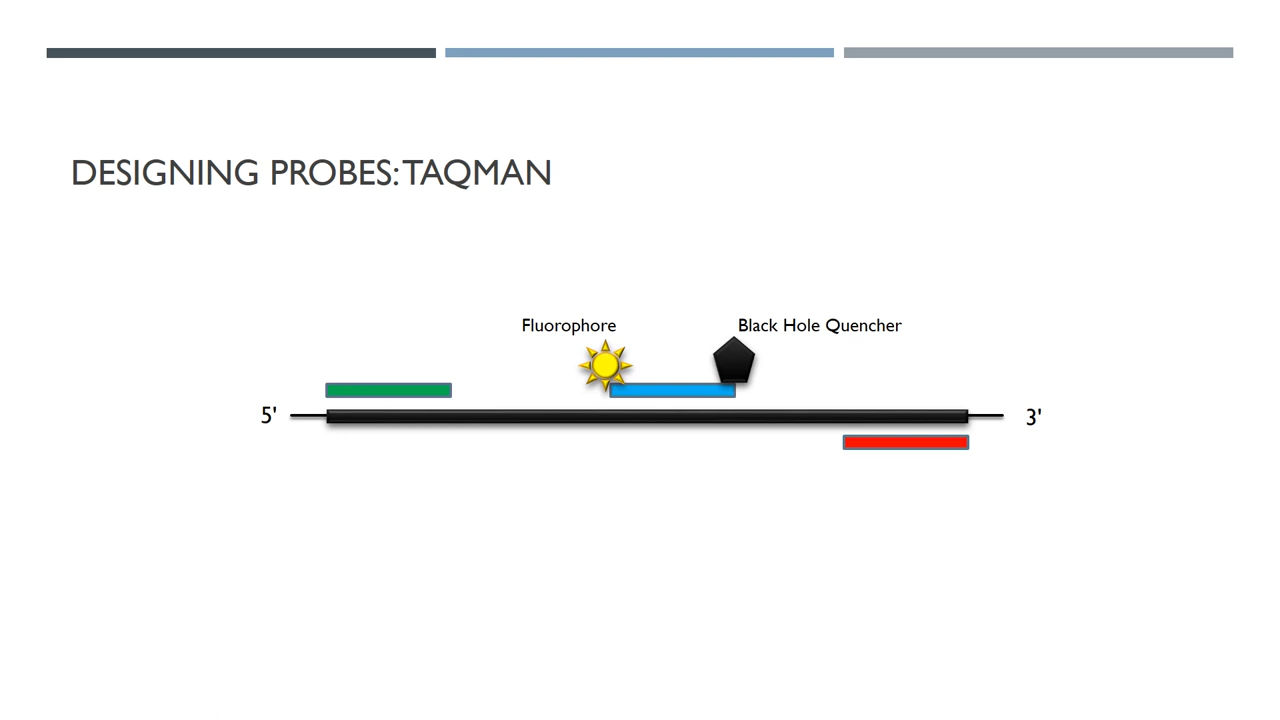 DESIGNING PROBES: TAQMAN
Fluorophore
Black Hole Quencher
5'
3'